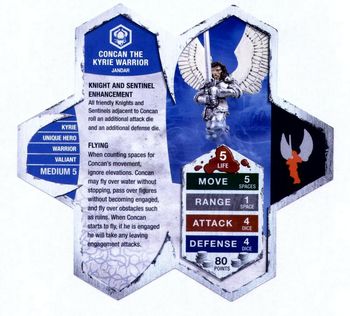 CONCAN THE
KYRIE WARRIOR
JANDAR
KNIGHT AND SENTINEL
ENHANCEMENT
All friendly Knights and
Sentinels adjacent to Concan
roll an additional attack die
and an additional defense die.
FLYING
When counting spaces for
Concan's movement,
ignore elevations. Concan
may fly over water without
stopping, pass over figures
without becoming engaged,
and fly over obstacles such
as ruins. When Concan
starts to fly, if he is engaged
he will not take any leaving
engagement attacks.
KYRIE
UNIQUE HERO
WARRIOR
VALIANT
MEDIUM 5
5
LIFE
MOVE 5
SPACES
RANGE 1
SPACE
ATTACK 4
DICE
DEFENSE 4
DICE
80
POINTS